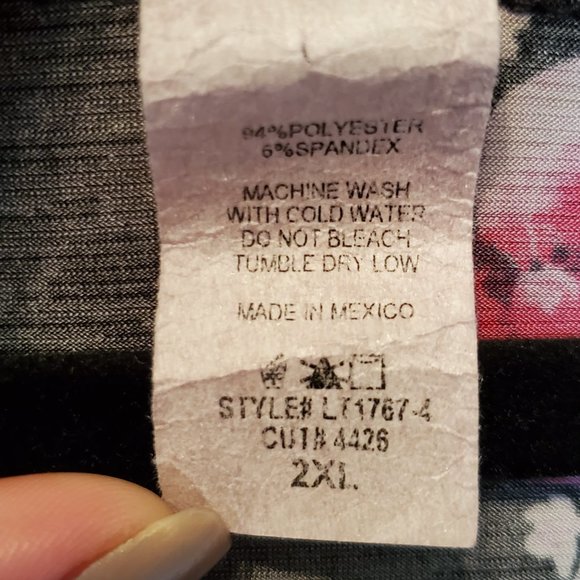 94%POLYESTER
6%SPANDEX
MACHINE WASH
WITH COLD WATER
DO NOT BLEACH
TUMBLE DRY LOW
MADE IN MEXICO
STYLE# LT1767-4
CUT# 4426
2XL